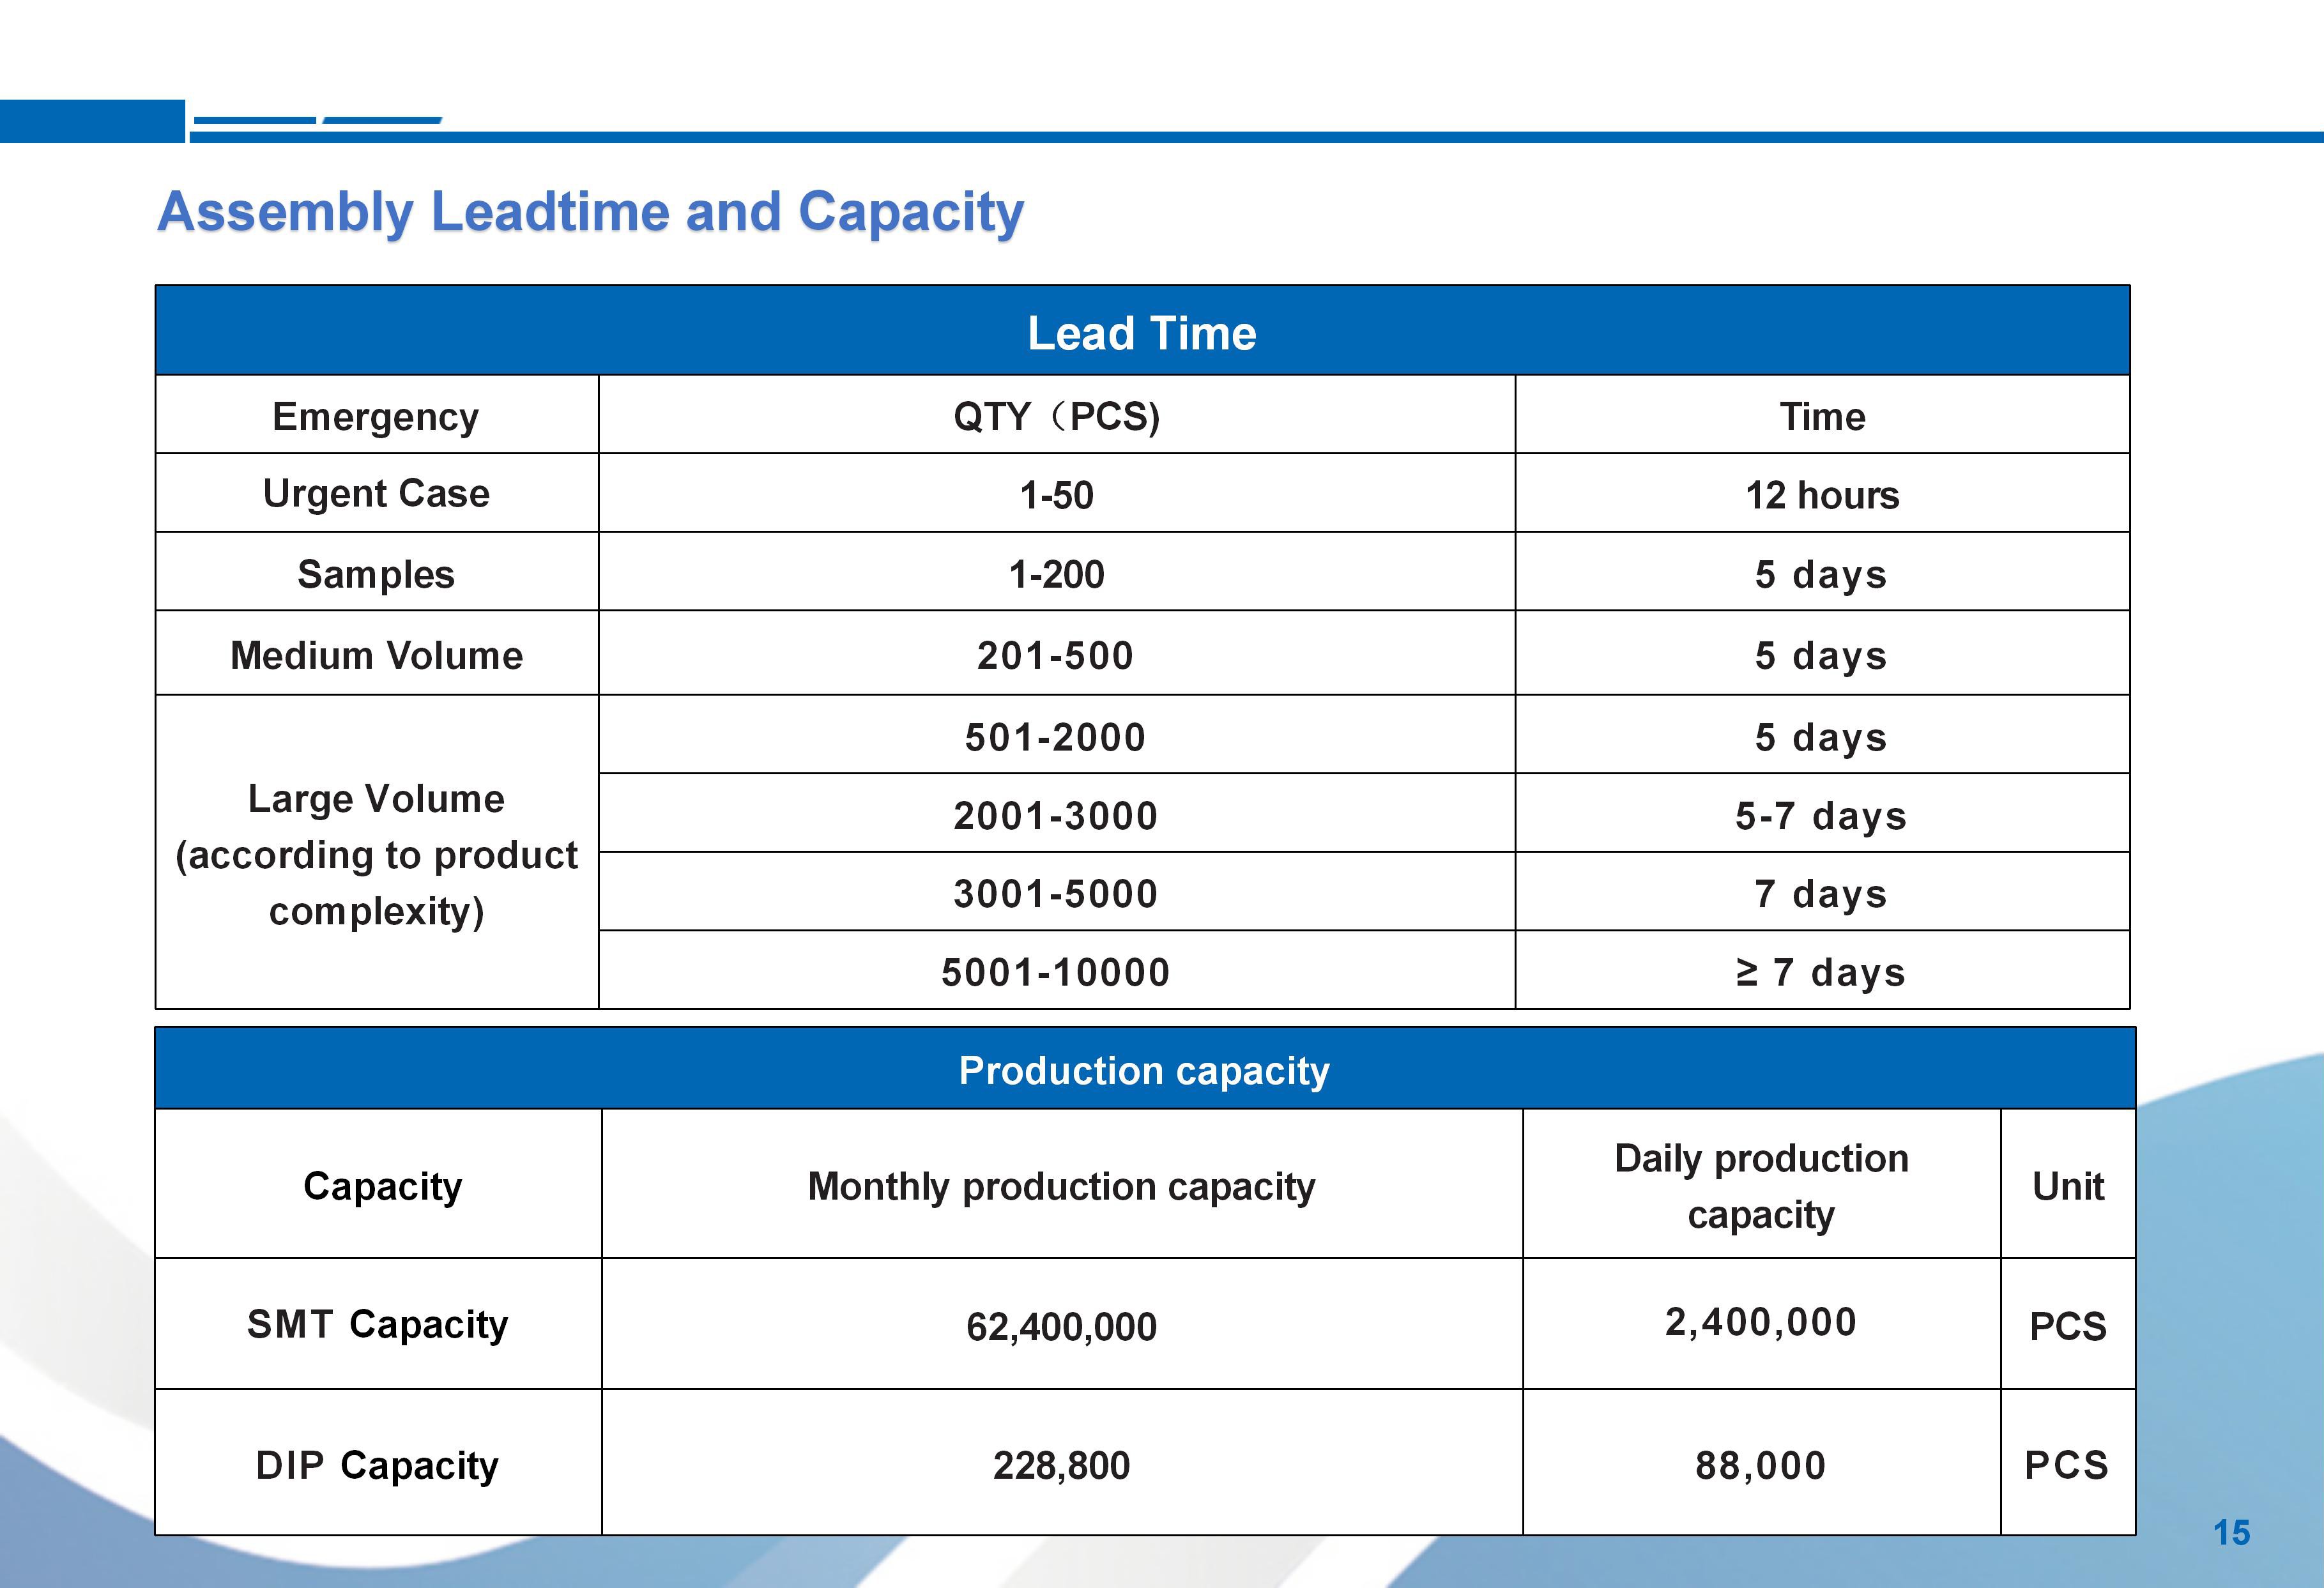 Assembly Leadtime and Capacity
Lead Time
Emergency QTY（PCS) Time
Urgent Case 1-50 12 hours
Samples 1-200 5 days
Medium Volume 201-500 5 days
Large Volume
(according to product
complexity)
501-2000 5 days
2001-3000 5-7 days
3001-5000 7 days
5001-10000 ≥ 7 days
Production capacity
Capacity Monthly production capacity Daily production
capacity Unit
SMT Capacity 62,400,000 2,400,000 PCS
DIP Capacity 228,800 88,000 PCS
15